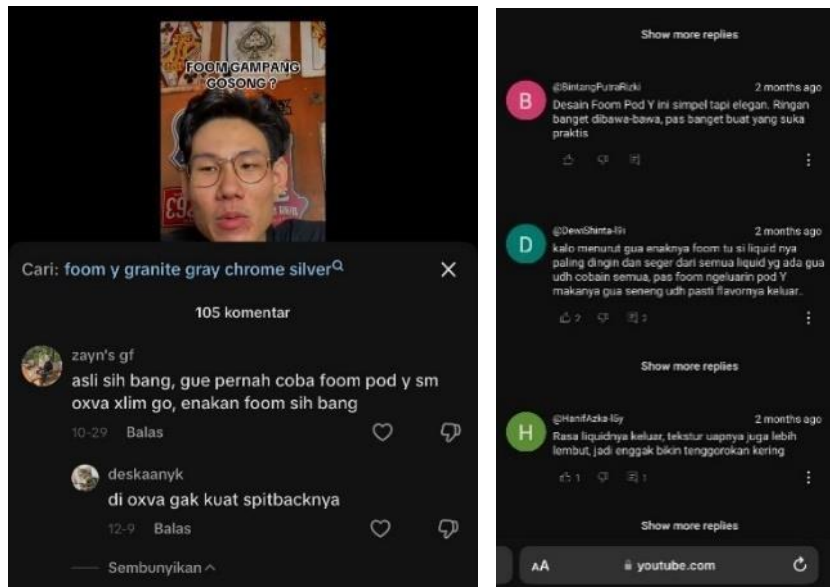 FOOM GAMPANG
GOSONG ?
Cari: foom y granite gray chrome silver
105 komentar
zayn's gf
asli sih bang, gue pernah coba foom pod y sm
oxva xlim go, enakan foom sih bang
10-29 Balas
deskaanyk
di oxva gak kuat spitbacknya
12-9 Balas
Sembunyikan
Show more replies
B
@BintangPutraRizki 2 months ago
Desain Foom Pod Y ini simpel tapi elegan. Ringan
banget dibawa-bawa, pas banget buat yang suka
praktis
D
@DewiShinta-l9i 2 months ago
kalo menurut gua enaknya foom tu si liquid nya
paling dingin dan seger dari semua liquid yg ada gua
udh cobain semua, pas foom ngeluarin pod Y
makanya gua seneng udh pasti flavornya keluar..
2 2
Show more replies
H
@HanifAzka-l5y 2 months ago
Rasa liquidnya keluar, tekstur uapnya juga lebih
lembut, jadi enggak bikin tenggorokan kering
1 1
Show more replies
AA youtube.com